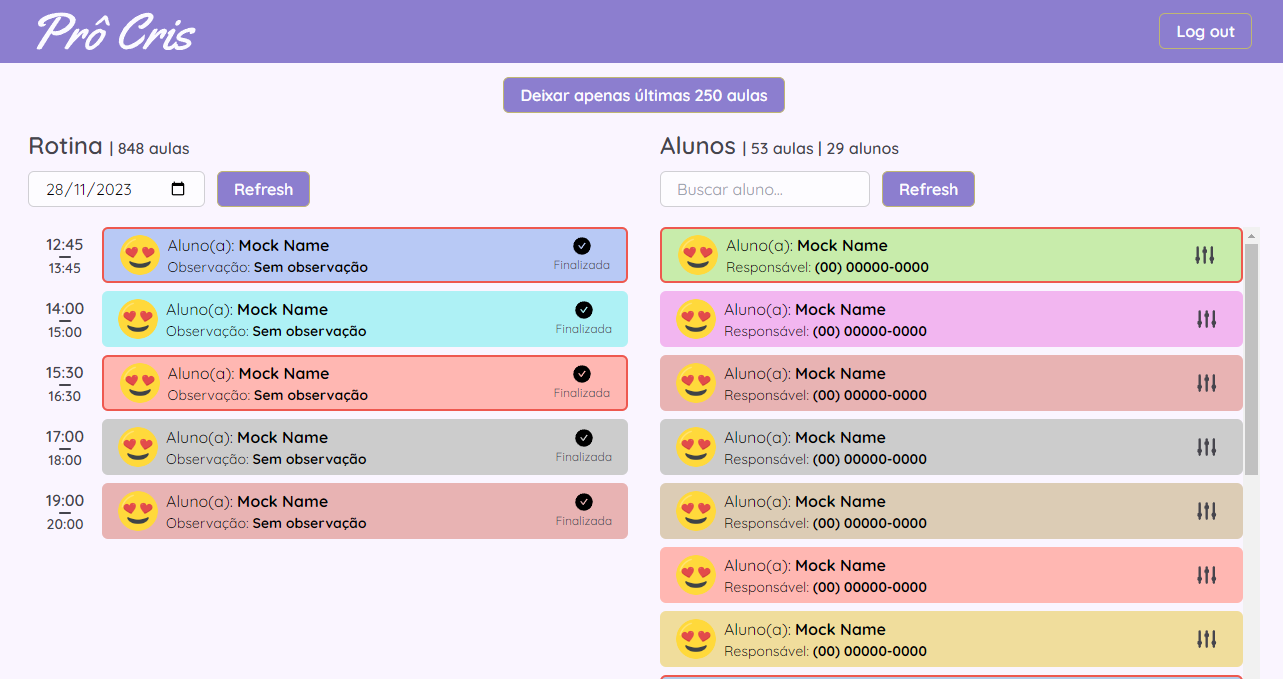 Prô Cris
Log out
Deixar apenas últimas 250 aulas
Rotina | 848 aulas
28/11/2023
Refresh
12:45
13:45
Aluno(a): Mock Name
Observação: Sem observação
Finalizada
14:00
15:00
Aluno(a): Mock Name
Observação: Sem observação
Finalizada
15:30
16:30
Aluno(a): Mock Name
Observação: Sem observação
Finalizada
17:00
18:00
Aluno(a): Mock Name
Observação: Sem observação
Finalizada
19:00
20:00
Aluno(a): Mock Name
Observação: Sem observação
Finalizada
Alunos | 53 aulas | 29 alunos
Buscar aluno...
Refresh
Aluno(a): Mock Name
Responsável: (00) 00000-0000
Aluno(a): Mock Name
Responsável: (00) 00000-0000
Aluno(a): Mock Name
Responsável: (00) 00000-0000
Aluno(a): Mock Name
Responsável: (00) 00000-0000
Aluno(a): Mock Name
Responsável: (00) 00000-0000
Aluno(a): Mock Name
Responsável: (00) 00000-0000
Aluno(a): Mock Name
Responsável: (00) 00000-0000